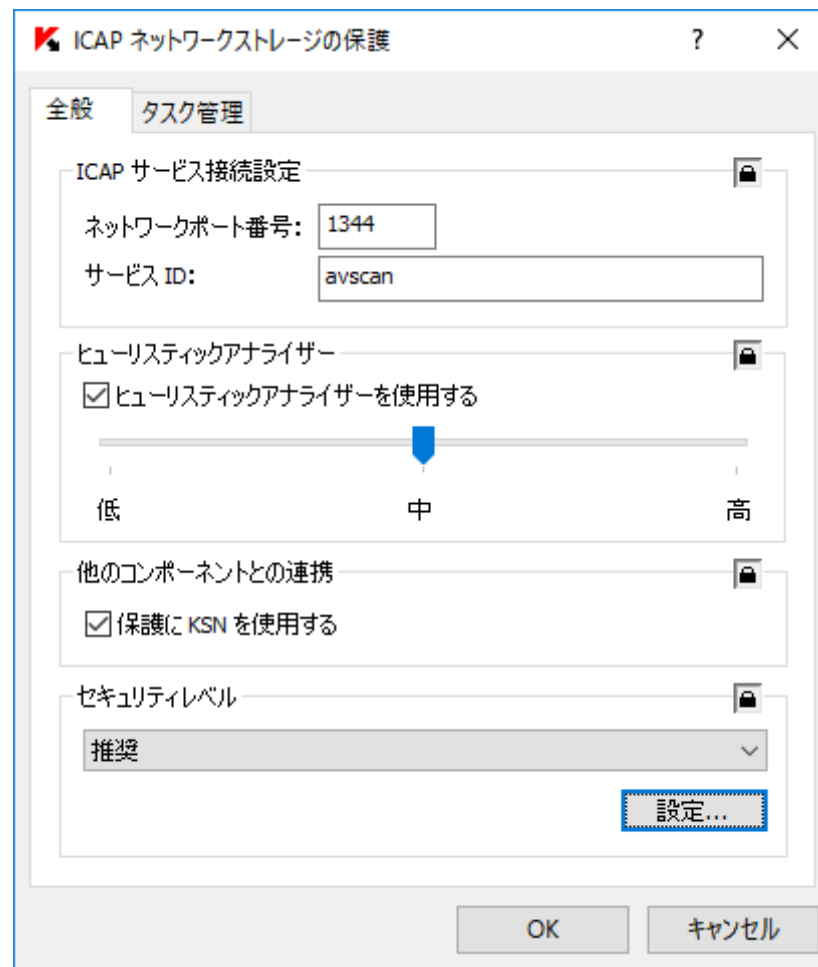 ICAP ネットワークストレージの保護 ? ×
全般 タスク管理
ICAP サービス接続設定
ネットワークポート番号: 1344
サービス ID: avscan
ヒューリスティックアナライザー
ヒューリスティックアナライザーを使用する
低 中 高
他のコンポーネントとの連携
保護に KSN を使用する
セキュリティレベル
推奨
設定...
OK キャンセル